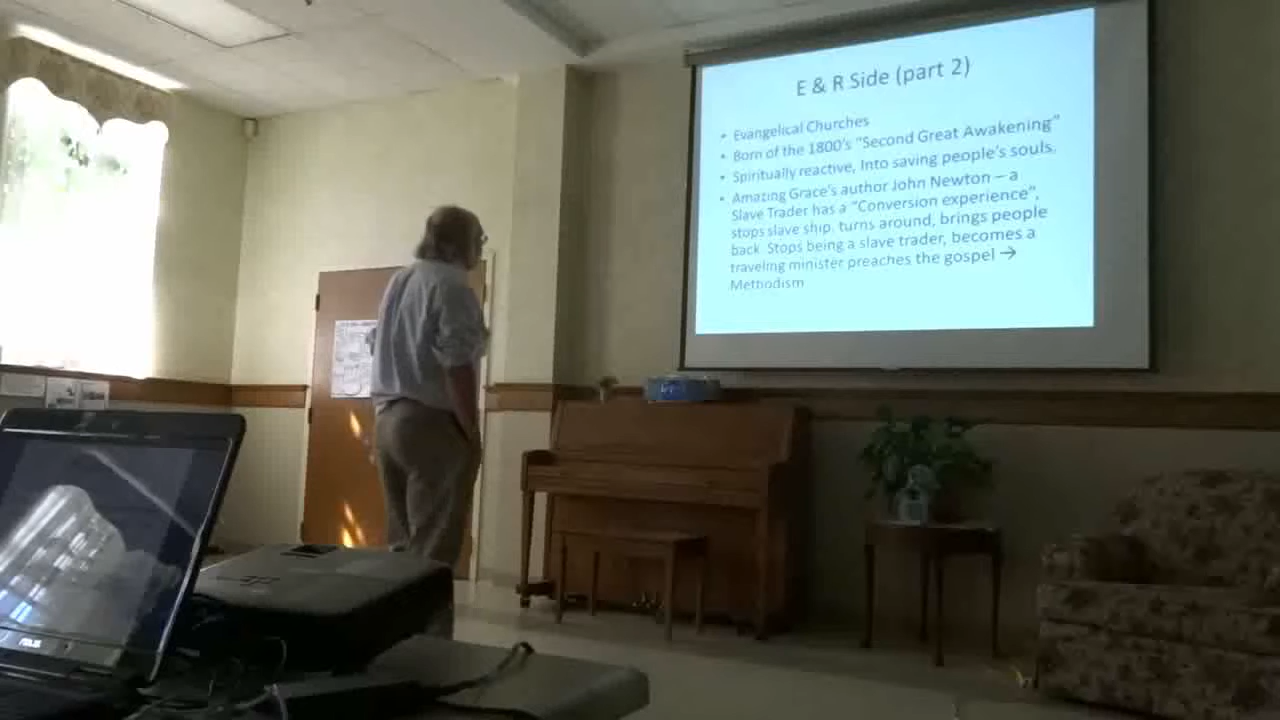 E & R Side (part 2)
• Evangelical Churches
• Born of the 1800's "Second Great Awakening"
• Spiritually reactive, Into saving people's souls.
• Amazing Grace's author John Newton – a
Slave Trader has a "Conversion experience",
stops slave ship, turns around, brings people
back. Stops being a slave trader, becomes a
traveling minister preaches the gospel →
Methodism
ASUS